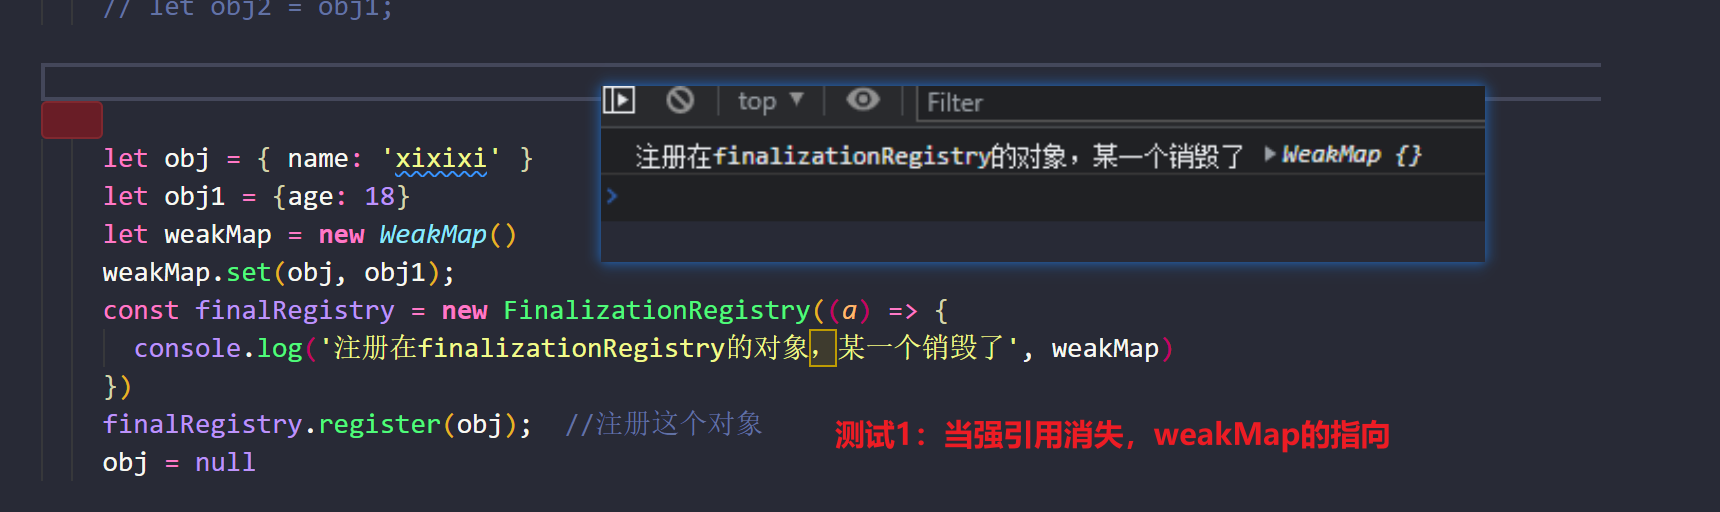 // let obj2 = obj1;
top ▼ Filter
注册在finalizationRegistry的对象，某一个销毁了 ▶WeakMap {}
>
let obj = { name: 'xixixi' }
let obj1 = {age: 18}
let weakMap = new WeakMap()
weakMap.set(obj, obj1);
const finalRegistry = new FinalizationRegistry((a) => {
console.log('注册在finalizationRegistry的对象，某一个销毁了', weakMap)
})
finalRegistry.register(obj); //注册这个对象
测试1：当强引用消失，weakMap的指向
obj = null